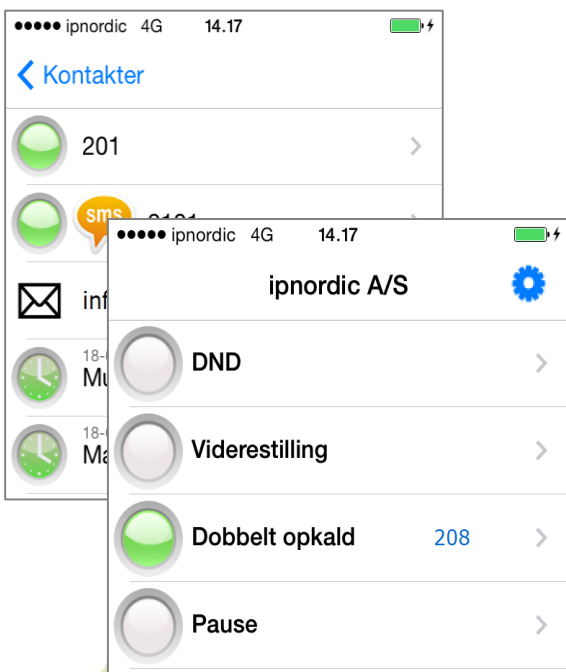 ipnordic 4G 14.17
Kontakter
201
sms
ipnordic 4G 14.17
ipnordic A/S
DND
Viderestilling
Dobbelt opkald 208
Pause